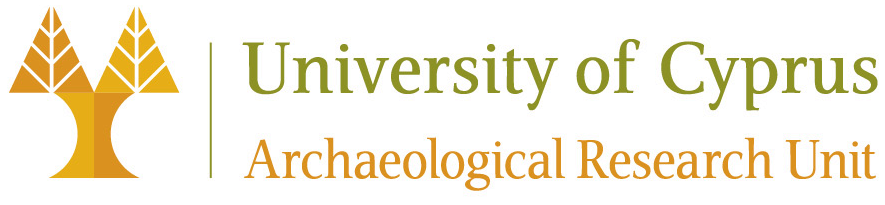 University of Cyprus
Archaeological Research Unit